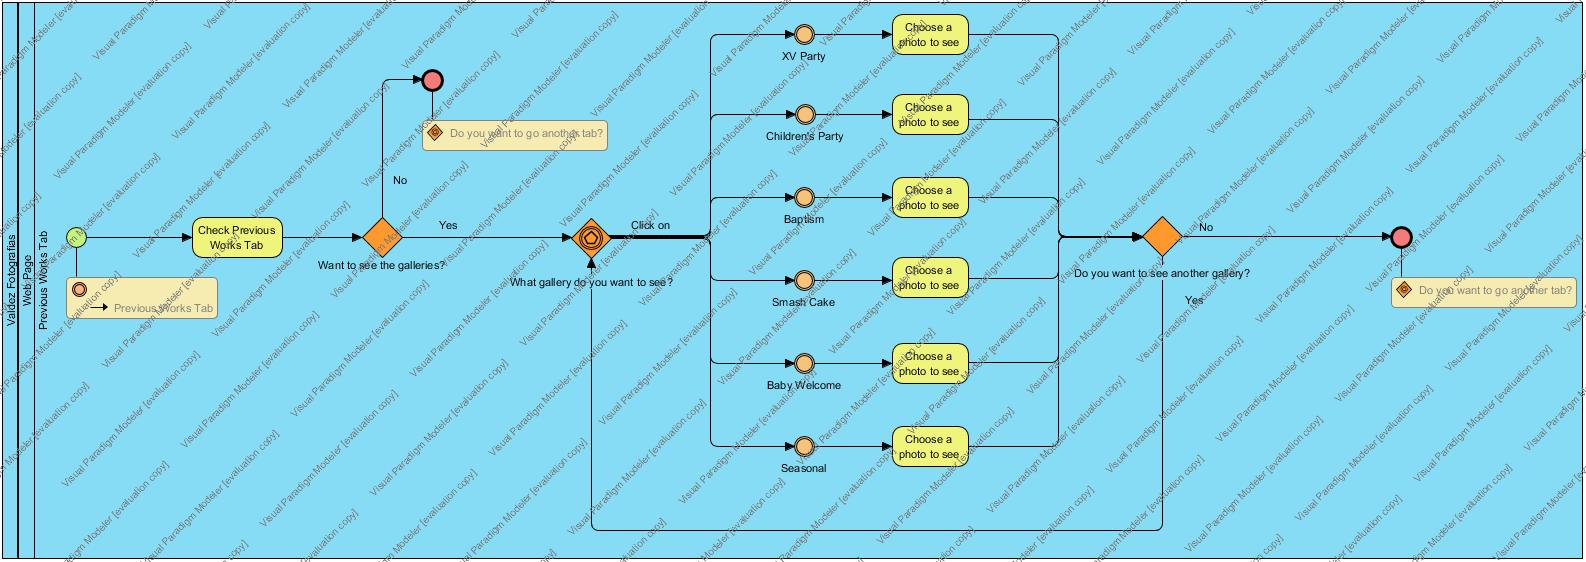 Valdez Fotografías
Web Page
Previous Works Tab
Previous Works Tab
Check Previous
Works Tab
Want to see the galleries?
No
Do you want to go another tab?
Yes
What gallery do you want to see?
Click on
XV Party
Choose a
photo to see
Children's Party
Choose a
photo to see
Baptism
Choose a
photo to see
Smash Cake
Choose a
photo to see
Baby Welcome
Choose a
photo to see
Seasonal
Choose a
photo to see
Do you want to see another gallery?
No
Yes
Do you want to go another tab?
Visual Paradigm Modeler [evaluation copy]